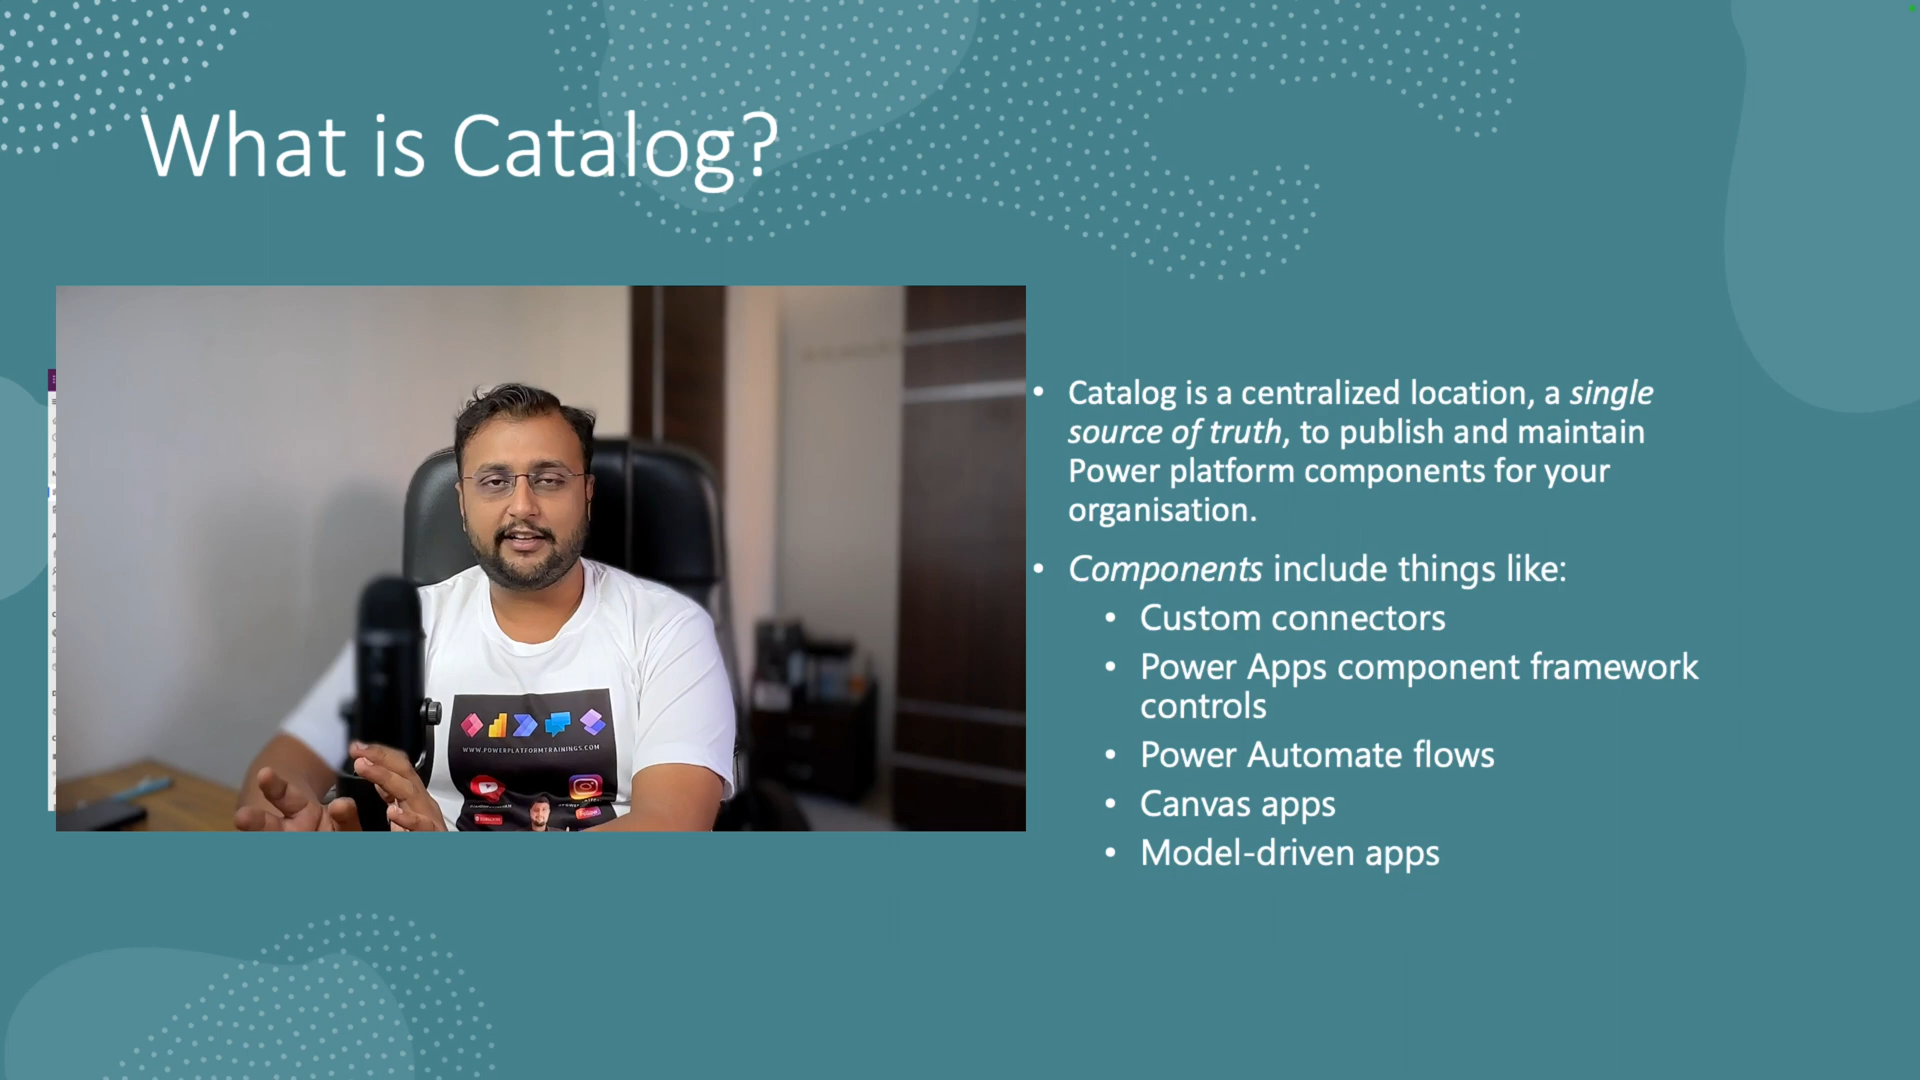 What is Catalog?
• Catalog is a centralized location, a single
source of truth, to publish and maintain
Power platform components for your
organisation.
• Components include things like:
• Custom connectors
• Power Apps component framework
controls
• Power Automate flows
• Canvas apps
• Model-driven apps
WWW.POWERPLATFORMTRAININGS.COM